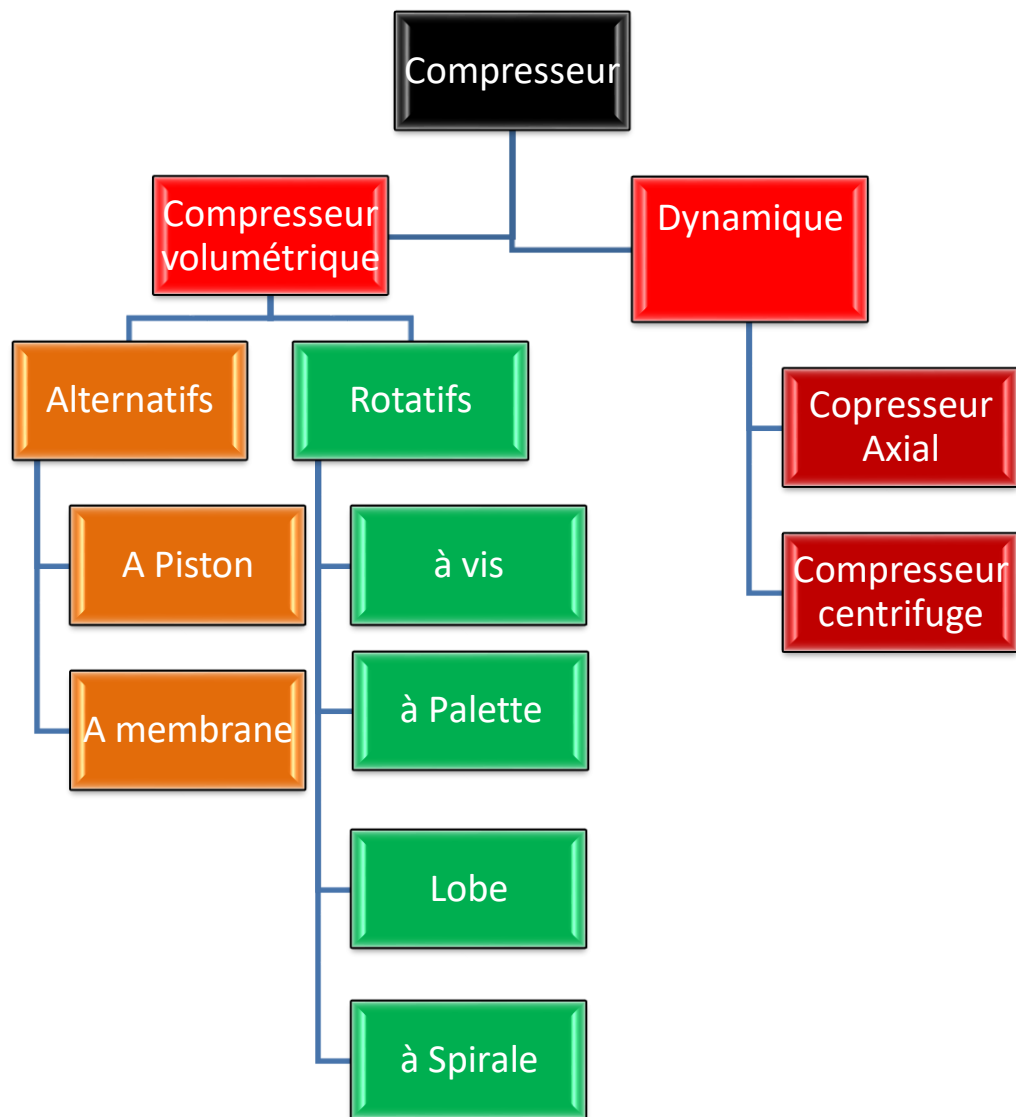 Compresseur
Compresseur
volumétrique
Dynamique
Alternatifs
Rotatifs
Copresseur
Axial
A Piston
à vis
Compresseur
centrifuge
A membrane
à Palette
Lobe
à Spirale